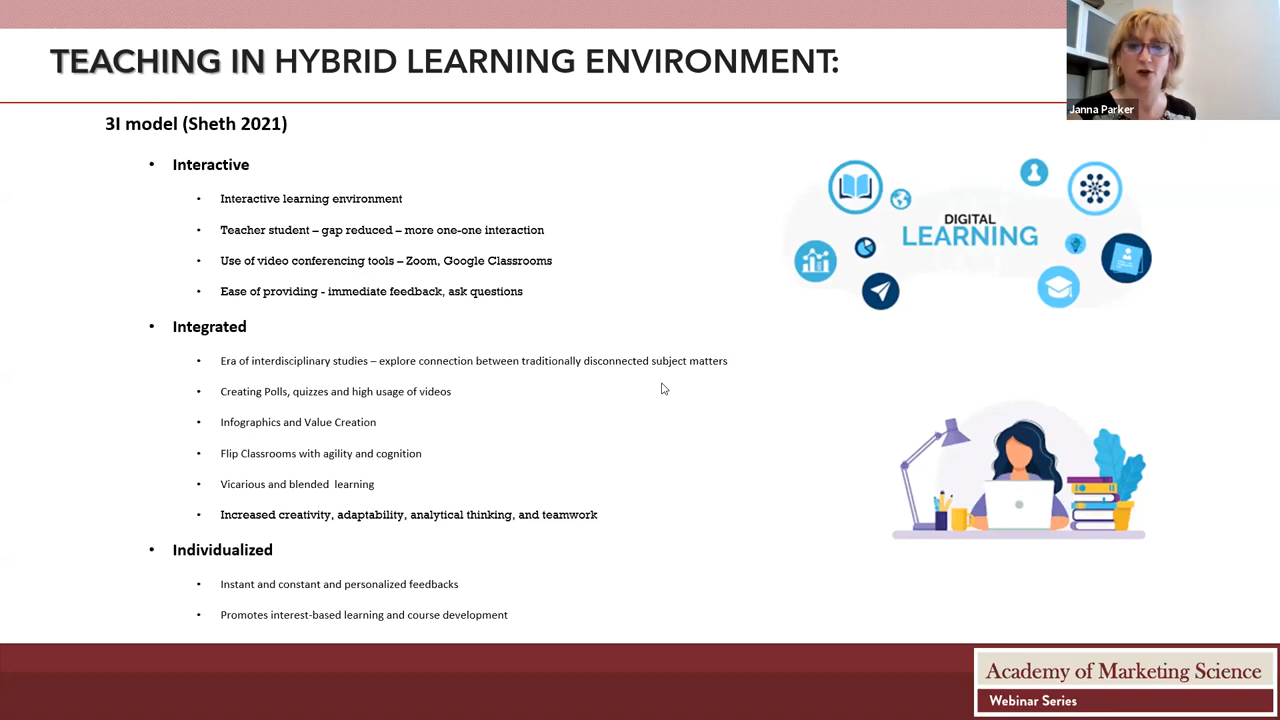 TEACHING IN HYBRID LEARNING ENVIRONMENT:
Janna Parker
3I model (Sheth 2021)
• Interactive
• Interactive learning environment
• Teacher student – gap reduced – more one-one interaction
• Use of video conferencing tools – Zoom, Google Classrooms
• Ease of providing - immediate feedback, ask questions
• Integrated
• Era of interdisciplinary studies – explore connection between traditionally disconnected subject matters
• Creating Polls, quizzes and high usage of videos
• Infographics and Value Creation
• Flip Classrooms with agility and cognition
• Vicarious and blended learning
• Increased creativity, adaptability, analytical thinking, and teamwork
• Individualized
• Instant and constant and personalized feedbacks
• Promotes interest-based learning and course development
DIGITAL
LEARNING
Academy of Marketing Science
Webinar Series